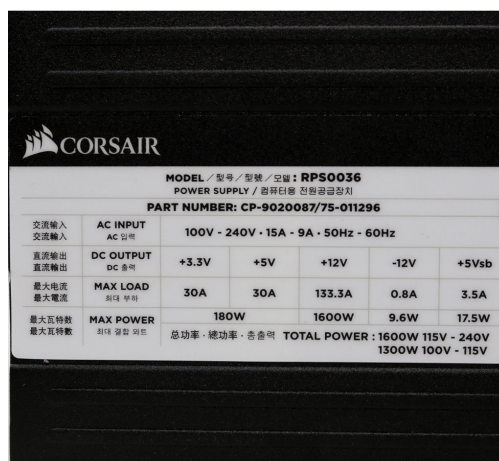 CORSAIR
MODEL / 型号 / 型號 / 모델 : RPS0036
POWER SUPPLY / 컴퓨터용 전원공급장치
PART NUMBER: CP-9020087/75-011296
交流输入 AC INPUT 100V - 240V · 15A - 9A · 50Hz - 60Hz
交流輸入 AC 입력
直流输出 DC OUTPUT +3.3V +5V +12V -12V +5Vsb
直流輸出 DC 출력
最大电流 MAX LOAD 30A 30A 133.3A 0.8A 3.5A
最大電流 최대 부하
最大瓦特数 MAX POWER 180W 1600W 9.6W 17.5W
最大瓦特數 최대 결합 와트 总功率 · 總功率 · 총출력 TOTAL POWER : 1600W 115V - 240V
1300W 100V - 115V